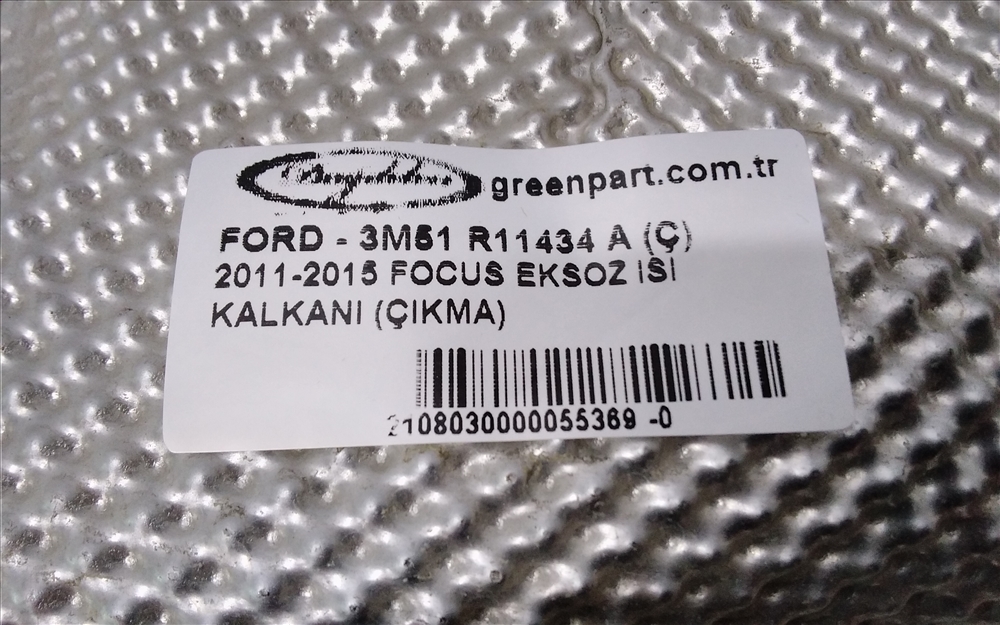 greenpart.com.tr
FORD - 3M51 R11434 A (Ç)
2011-2015 FOCUS EKSOZ ISI
KALKANI (ÇIKMA)
2108030000055369 -0